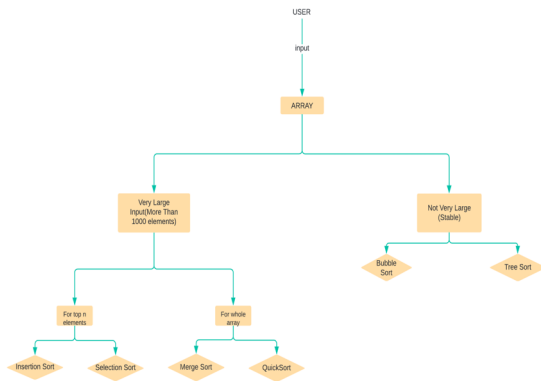 USER
input
ARRAY
Very Large
Input(More Than
1000 elements)
Not Very Large
(Stable)
Bubble
Sort
Tree Sort
For top n
elements
For whole
array
Insertion Sort
Selection Sort
Merge Sort
QuickSort